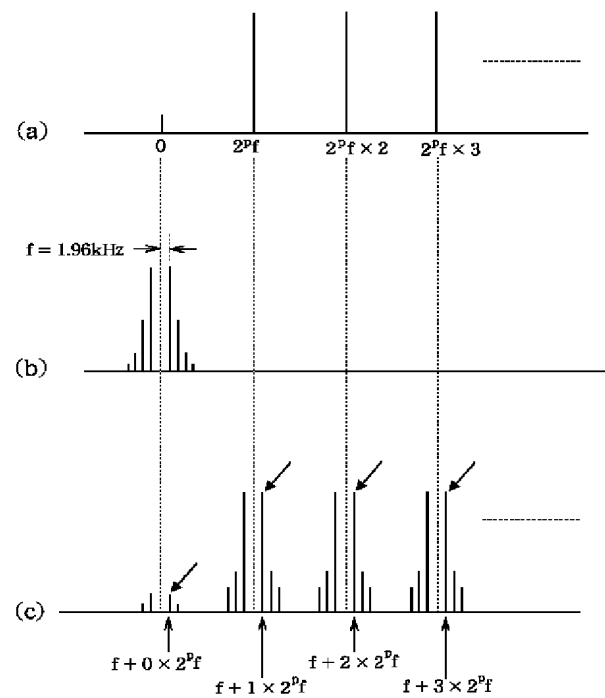 (a)
0 2ᵖf 2ᵖf × 2 2ᵖf × 3
f = 1.96kHz
(b)
(c)
f + 0 × 2ᵖf f + 2 × 2ᵖf
f + 1 × 2ᵖf f + 3 × 2ᵖf